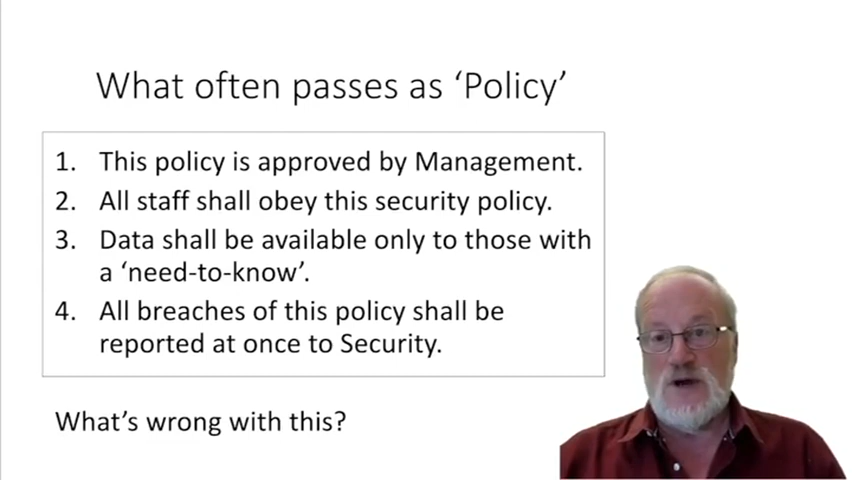 What often passes as ‘Policy’
1. This policy is approved by Management.
2. All staff shall obey this security policy.
3. Data shall be available only to those with
a ‘need-to-know’.
4. All breaches of this policy shall be
reported at once to Security.
What’s wrong with this?